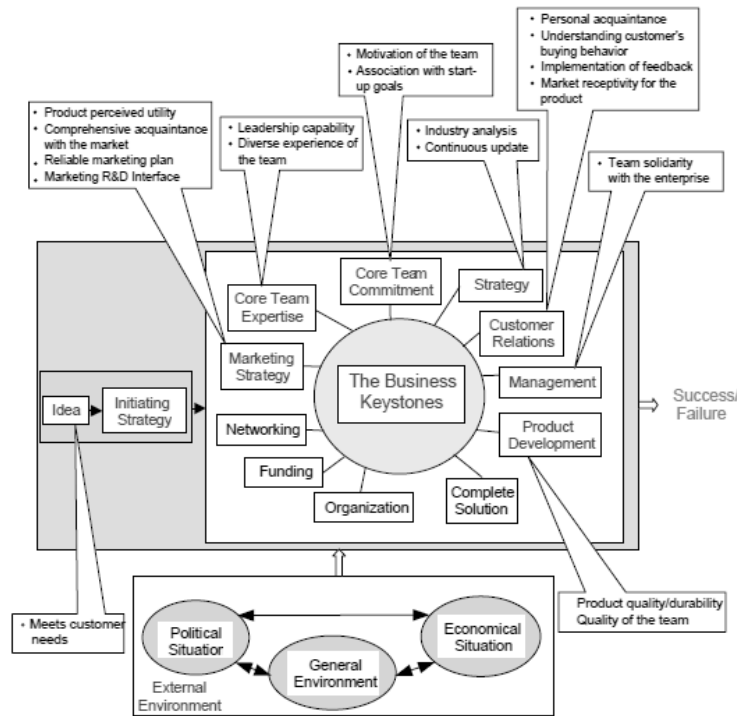 • Personal acquaintance
• Understanding customer's
buying behavior
• Implementation of feedback
• Market receptivity for the
product
• Motivation of the team
• Association with start-
up goals
• Product perceived utility
• Comprehensive acquaintance
with the market
• Reliable marketing plan
• Marketing R&D Interface
• Leadership capability
• Diverse experience of
the team
• Industry analysis
• Continuous update
• Team solidarity
with the enterprise
Core Team
Commitment
Strategy
Core Team
Expertise
Customer
Relations
Marketing
Strategy
The Business
Keystones
Management
Idea
Initiating
Strategy
Success/
Failure
Networking
Product
Development
Funding
Organization
Complete
Solution
• Meets customer
needs
Product quality/durability
Quality of the team
Political
Situation
Economical
Situation
General
Environment
External
Environment